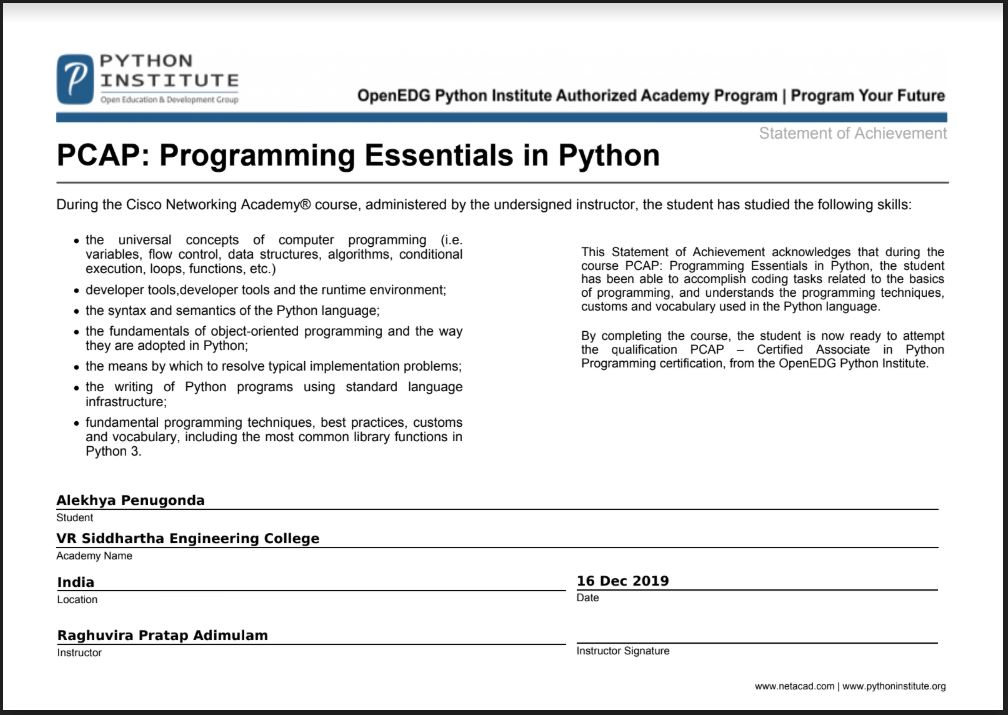 PYTHON
INSTITUTE
Open Education & Development Group
OpenEDG Python Institute Authorized Academy Program | Program Your Future
Statement of Achievement
PCAP: Programming Essentials in Python
During the Cisco Networking Academy® course, administered by the undersigned instructor, the student has studied the following skills:
• the universal concepts of computer programming (i.e.
variables, flow control, data structures, algorithms, conditional
execution, loops, functions, etc.)
• developer tools,developer tools and the runtime environment;
• the syntax and semantics of the Python language;
• the fundamentals of object-oriented programming and the way
they are adopted in Python;
• the means by which to resolve typical implementation problems;
• the writing of Python programs using standard language
infrastructure;
• fundamental programming techniques, best practices, customs
and vocabulary, including the most common library functions in
Python 3.
This Statement of Achievement acknowledges that during the
course PCAP: Programming Essentials in Python, the student
has been able to accomplish coding tasks related to the basics
of programming, and understands the programming techniques,
customs and vocabulary used in the Python language.
By completing the course, the student is now ready to attempt
the qualification PCAP – Certified Associate in Python
Programming certification, from the OpenEDG Python Institute.
Alekhya Penugonda
Student
VR Siddhartha Engineering College
Academy Name
India
Location
16 Dec 2019
Date
Raghuvira Pratap Adimulam
Instructor
Instructor Signature
www.netacad.com | www.pythoninstitute.org